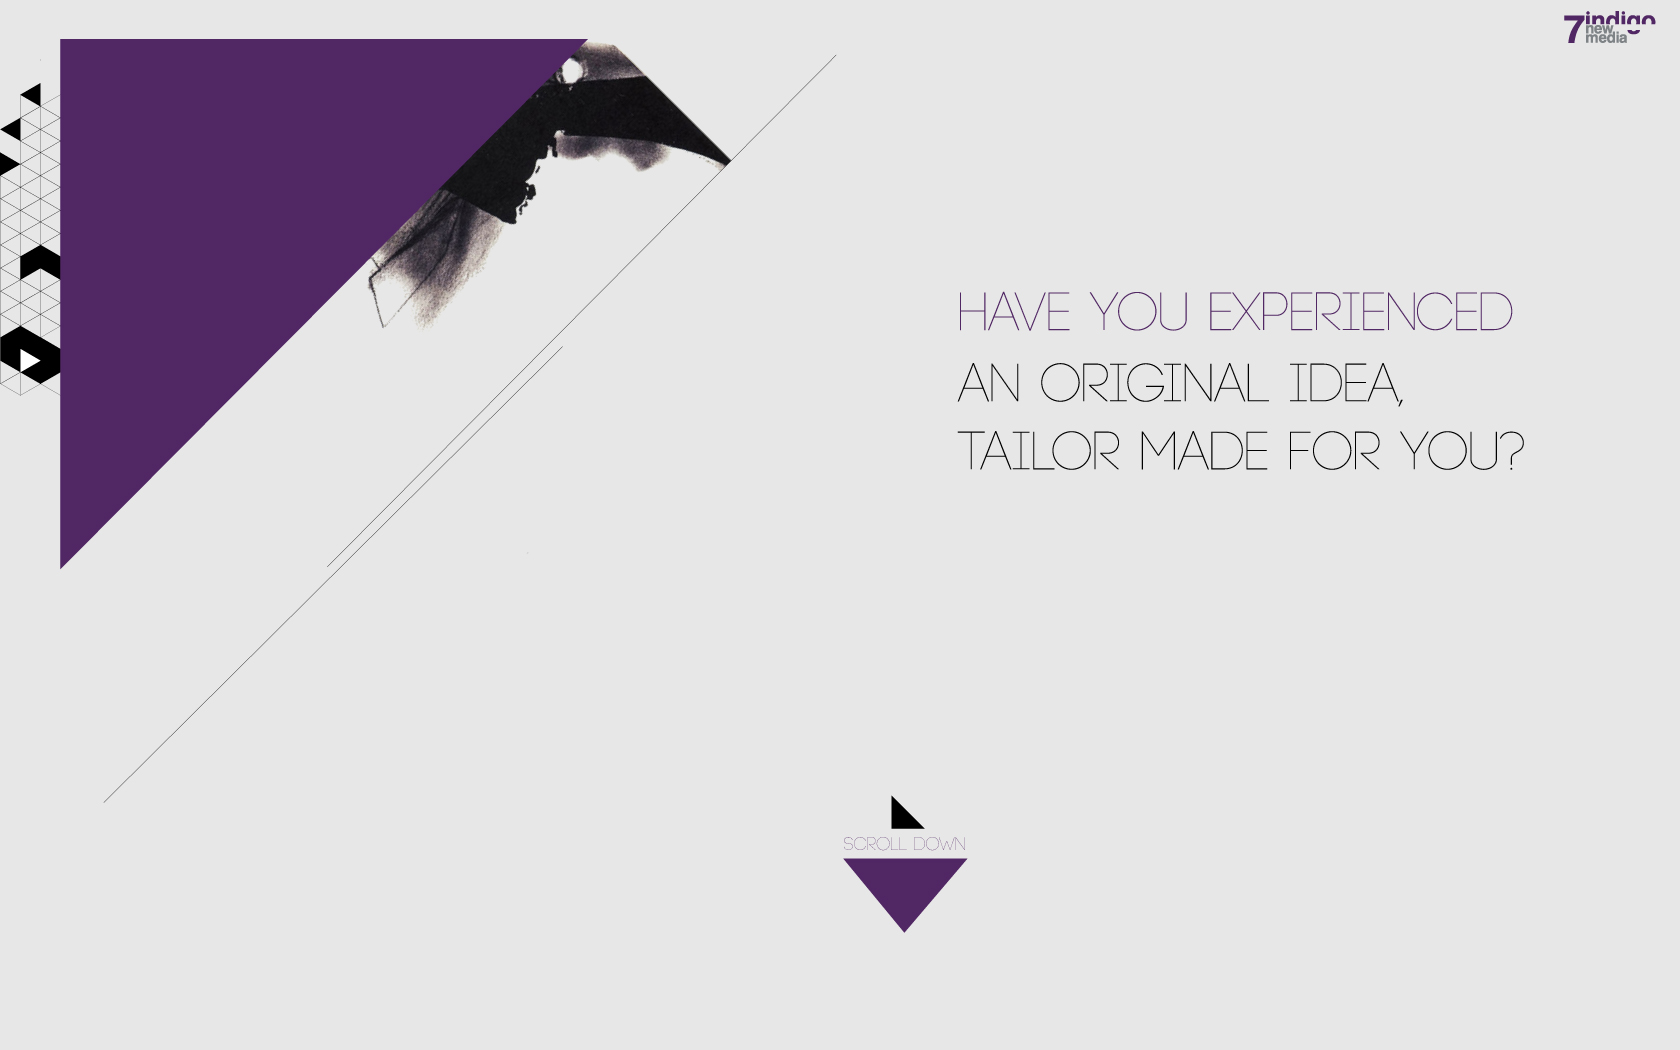 7indigo
new
media
HAVE YOU EXPERIENCED
AN ORIGINAL IDEA,
TAILOR MADE FOR YOU?
SCROLL DOWN